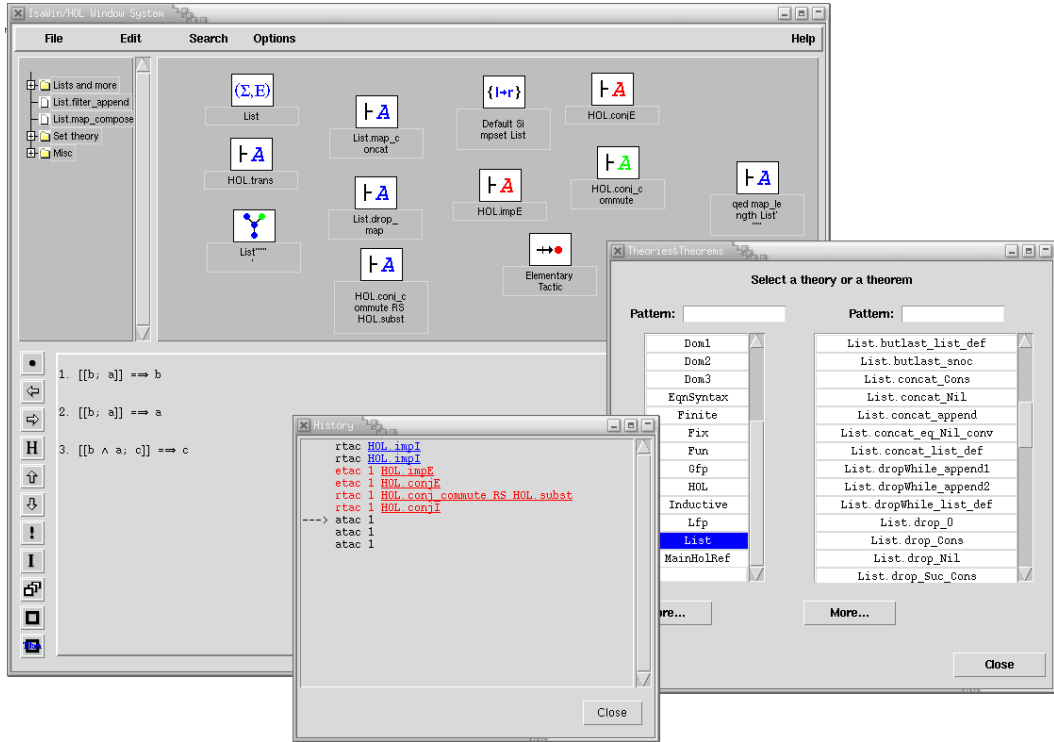 IsaWin/HOL Window System
File Edit Search Options Help
Lists and more
List.filter_append
List.map_compose
Set theory
Misc
(Σ,E)
List
⊢A
HOL.trans
List''''''
'
⊢A
List.map_c
oncat
⊢A
List.drop_
map
⊢A
HOL.conj_c
ommute RS
HOL.subst
{l→r}
Default Si
mpset List
⊢A
HOL.impE
Elementary
Tactic
⊢A
HOL.conjE
⊢A
HOL.conj_c
ommute
⊢A
qed map_le
ngth List'
''''''
H
!
I
1. [[b; a]] ==⇒ b
2. [[b; a]] ==⇒ a
3. [[b ∧ a; c]] ==⇒ c
History
rtac HOL.impI
rtac HOL.impI
etac 1 HOL.impE
etac 1 HOL.conjE
rtac 1 HOL.conj_commute RS HOL.subst
rtac 1 HOL.conjI
---> atac 1
atac 1
atac 1
Close
Theories&Theorems
Select a theory or a theorem
Pattern:
Dom1
Dom2
Dom3
EqnSyntax
Finite
Fix
Fun
Gfp
HOL
Inductive
Lfp
List
MainHolRef
Pattern:
List.butlast_list_def
List.butlast_snoc
List.concat_Cons
List.concat_Nil
List.concat_append
List.concat_eq_Nil_conv
List.concat_list_def
List.dropWhile_append1
List.dropWhile_append2
List.dropWhile_list_def
List.drop_0
List.drop_Cons
List.drop_Nil
List.drop_Suc_Cons
More...
Close